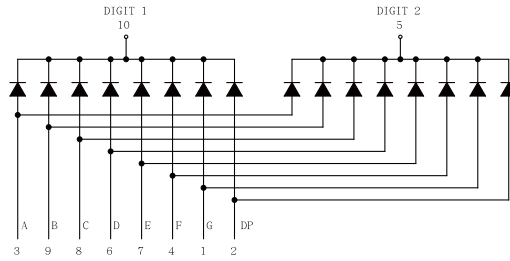 DIGIT 1 DIGIT 2
10 5
A B C D E F G DP
3 9 8 6 7 4 1 2